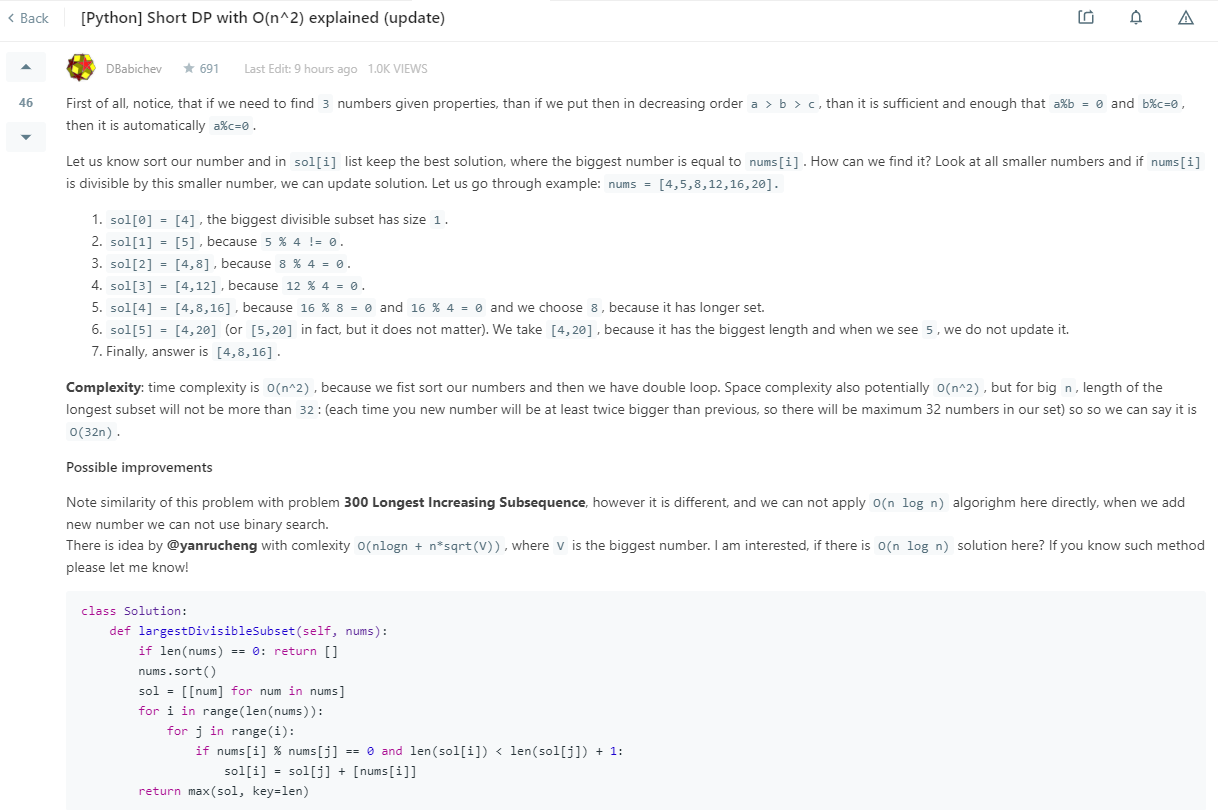 Back
[Python] Short DP with O(n^2) explained (update)
DBabichev
691
Last Edit: 9 hours ago
1.0K VIEWS
46
First of all, notice, that if we need to find 3 numbers given properties, than if we put then in decreasing order a > b > c, than it is sufficient and enough that a%b = 0 and b%c=0,
then it is automatically a%c=0.
Let us know sort our number and in sol[i] list keep the best solution, where the biggest number is equal to nums[i]. How can we find it? Look at all smaller numbers and if nums[i]
is divisible by this smaller number, we can update solution. Let us go through example: nums = [4,5,8,12,16,20].
1. sol[0] = [4], the biggest divisible subset has size 1.
2. sol[1] = [5], because 5 % 4 != 0.
3. sol[2] = [4,8], because 8 % 4 = 0.
4. sol[3] = [4,12], because 12 % 4 = 0.
5. sol[4] = [4,8,16], because 16 % 8 = 0 and 16 % 4 = 0 and we choose 8, because it has longer set.
6. sol[5] = [4,20] (or [5,20] in fact, but it does not matter). We take [4,20], because it has the biggest length and when we see 5, we do not update it.
7. Finally, answer is [4,8,16].
Complexity: time complexity is O(n^2), because we fist sort our numbers and then we have double loop. Space complexity also potentially O(n^2), but for big n, length of the
longest subset will not be more than 32: (each time you new number will be at least twice bigger than previous, so there will be maximum 32 numbers in our set) so so we can say it is
O(32n).
Possible improvements
Note similarity of this problem with problem 300 Longest Increasing Subsequence, however it is different, and we can not apply O(n log n) algorighm here directly, when we add
new number we can not use binary search.
There is idea by @yanrucheng with comlexity O(nlogn + n*sqrt(V)), where V is the biggest number. I am interested, if there is O(n log n) solution here? If you know such method
please let me know!
class Solution:
    def largestDivisibleSubset(self, nums):
        if len(nums) == 0: return []
        nums.sort()
        sol = [[num] for num in nums]
        for i in range(len(nums)):
            for j in range(i):
                if nums[i] % nums[j] == 0 and len(sol[i]) < len(sol[j]) + 1:
                    sol[i] = sol[j] + [nums[i]]
        return max(sol, key=len)